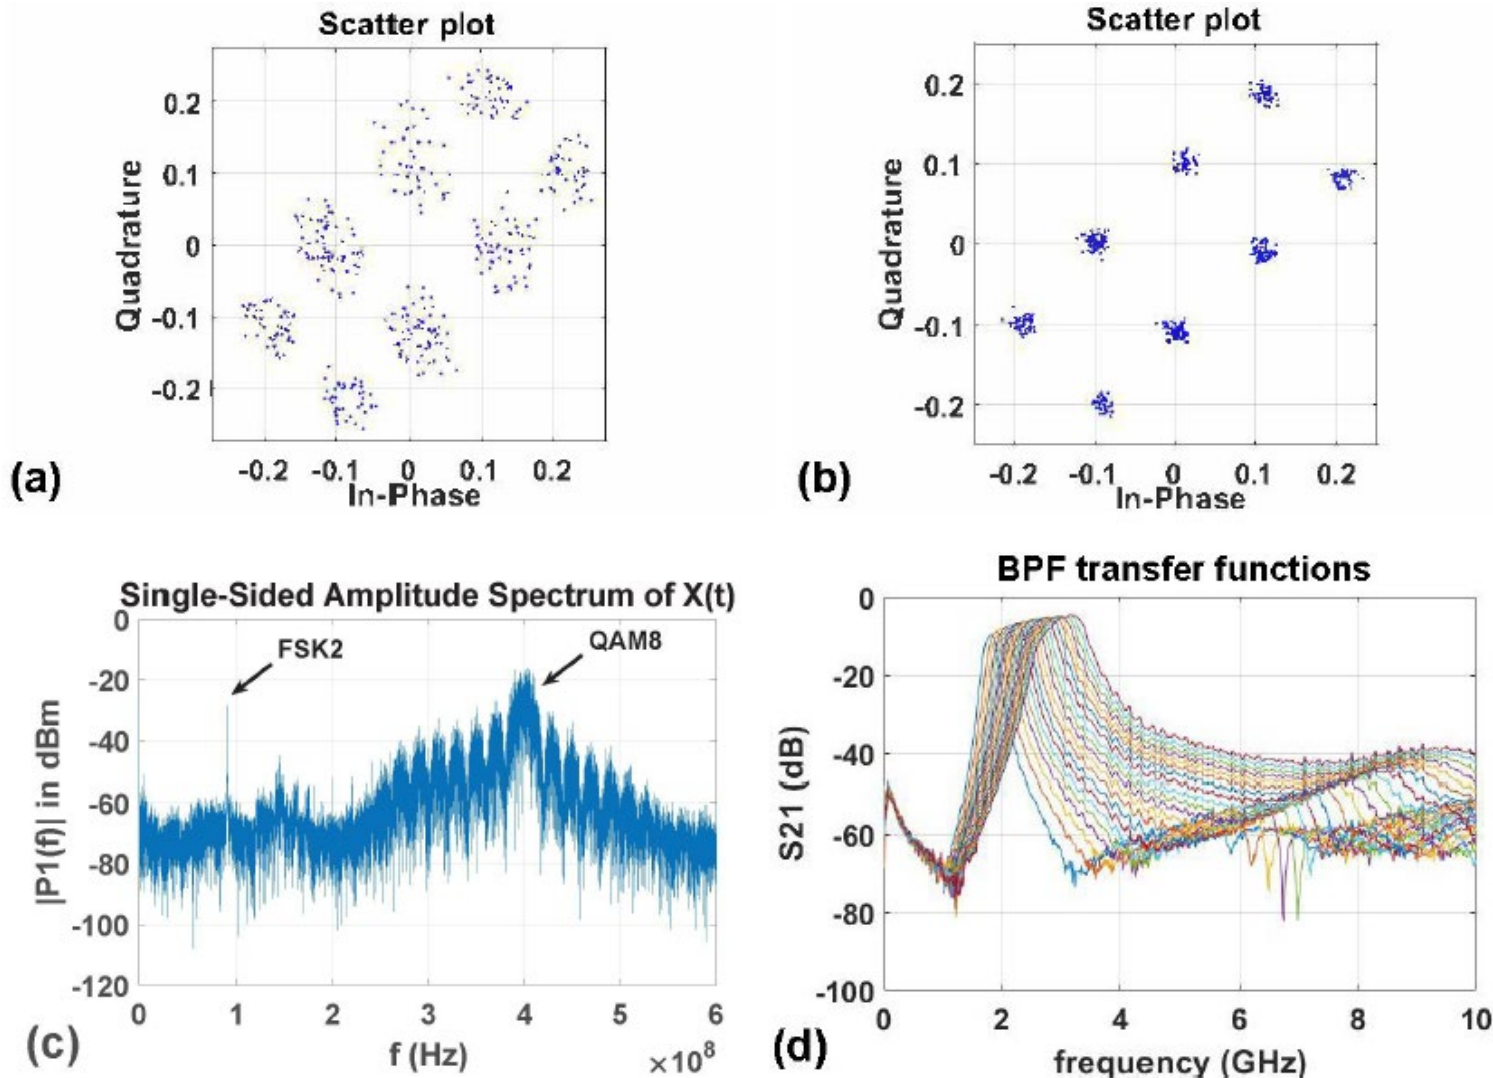 Scatter plot
Quadrature
0.2
0.1
0
-0.1
-0.2
-0.2 -0.1 0 0.1 0.2
In-Phase
(a)
Scatter plot
Quadrature
0.2
0.1
0
-0.1
-0.2
-0.2 -0.1 0 0.1 0.2
In-Phase
(b)
Single-Sided Amplitude Spectrum of X(t)
|P1(f)| in dBm
0
-20
-40
-60
-80
-100
-120
FSK2
QAM8
0 1 2 3 4 5 6
f (Hz)
×10⁸
(c)
BPF transfer functions
S21 (dB)
0
-20
-40
-60
-80
-100
0 2 4 6 8 10
frequency (GHz)
(d)